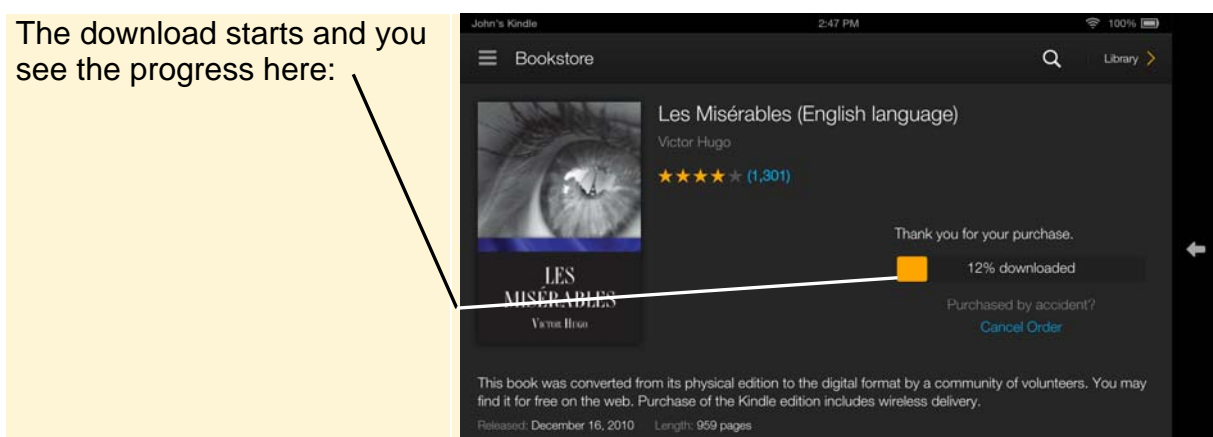 The download starts and you
see the progress here:
John's Kindle
2:47 PM
100%
Bookstore
Library
Les Misérables (English language)
Victor Hugo
(1,301)
LES
MISÉRABLES
VICTOR HUGO
Thank you for your purchase.
12% downloaded
Purchased by accident?
Cancel Order
This book was converted from its physical edition to the digital format by a community of volunteers. You may
find it for free on the web. Purchase of the Kindle edition includes wireless delivery.
Released: December 16, 2010 Length: 959 pages